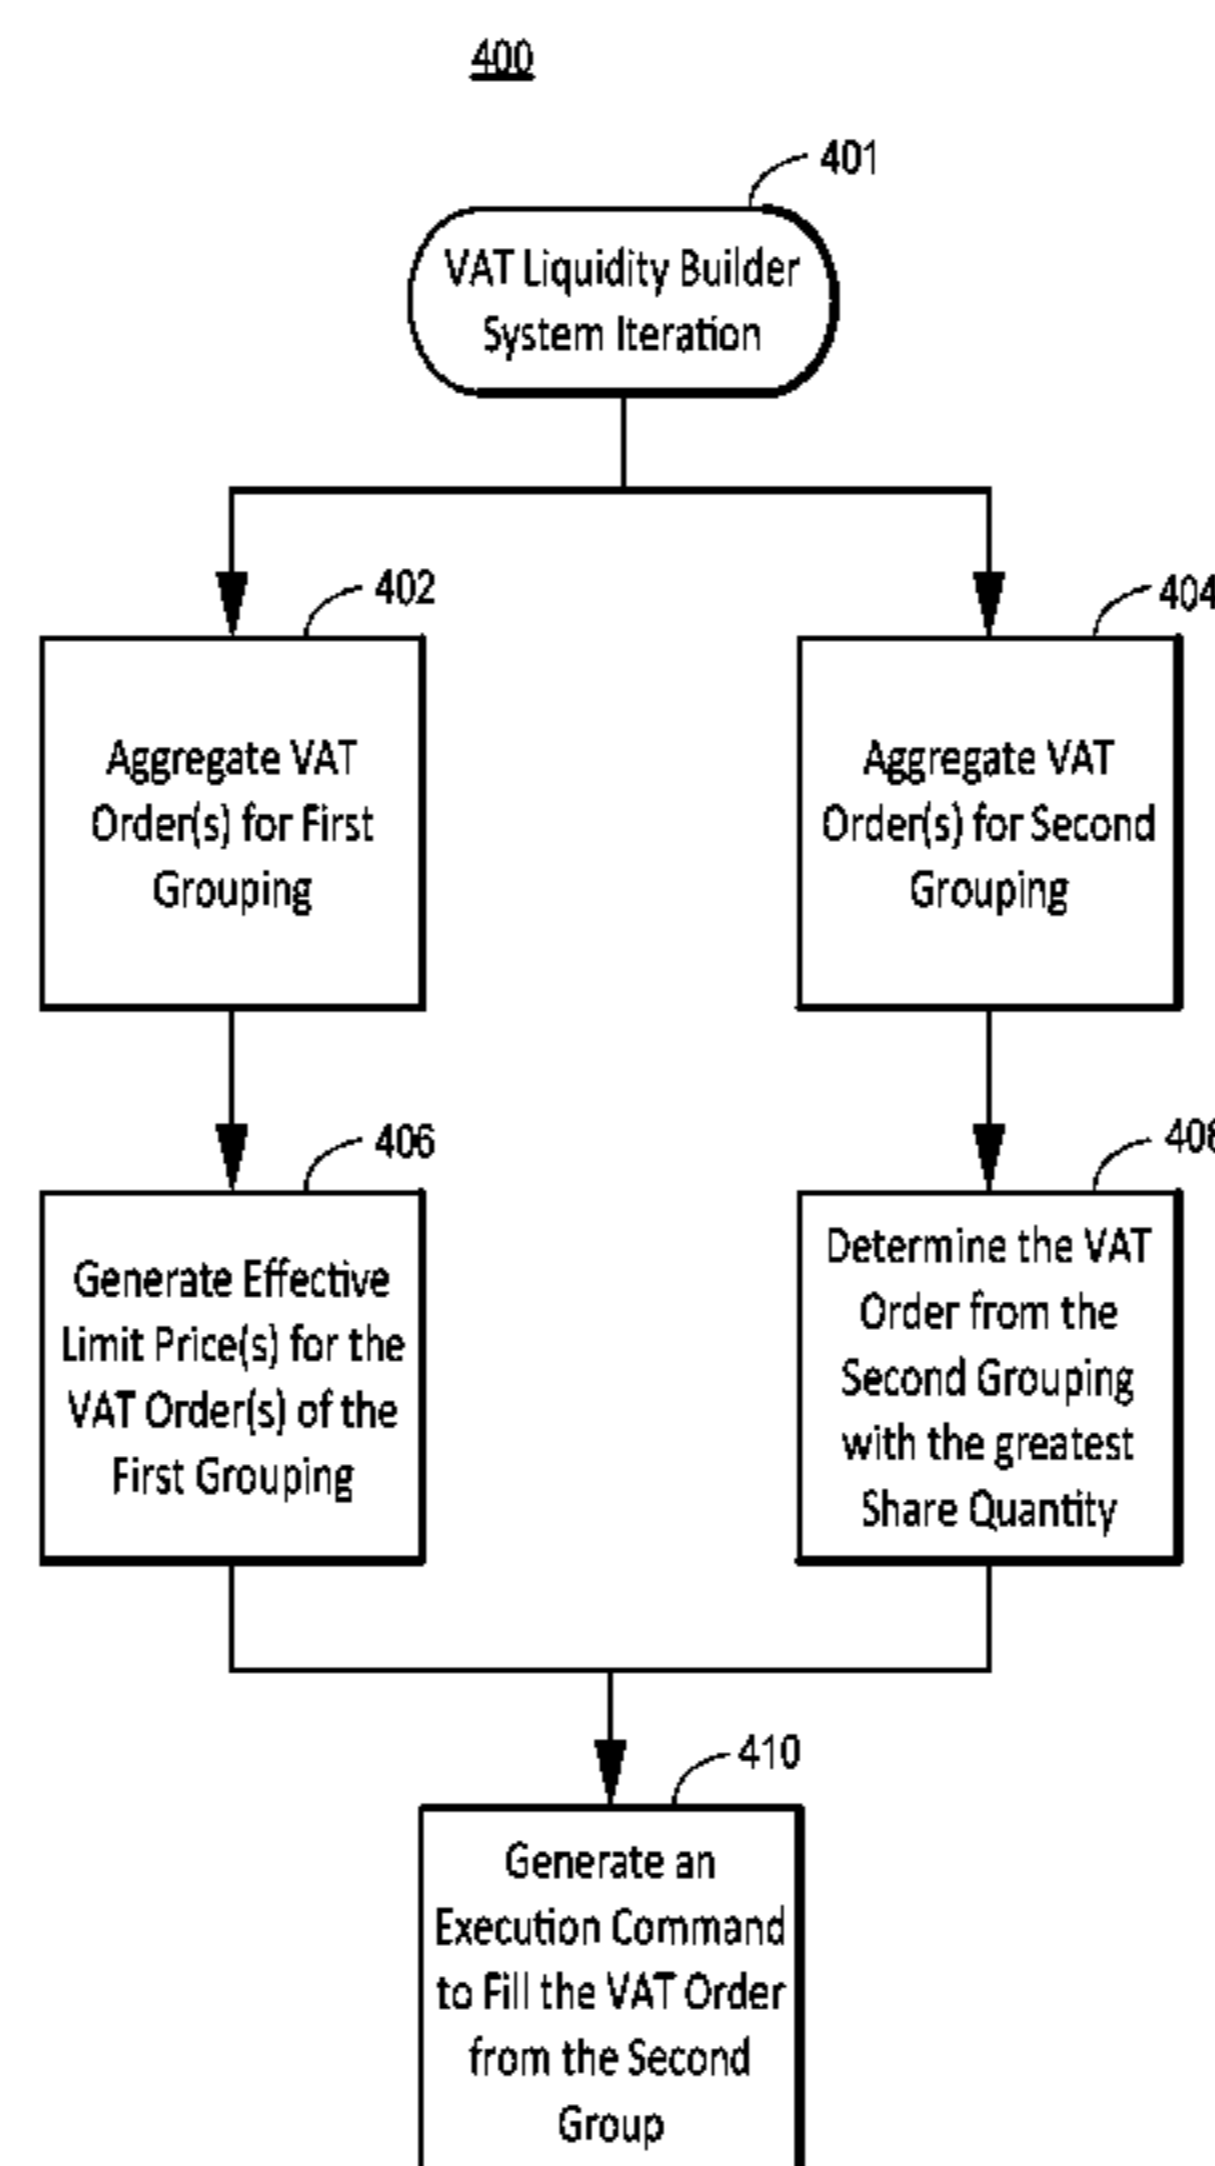 400
401
VAT Liquidity Builder
System Iteration
402
404
Aggregate VAT
Order(s) for First
Grouping
Aggregate VAT
Order(s) for Second
Grouping
406
Generate Effective
Limit Price(s) for the
VAT Order(s) of the
First Grouping
Determine the VAT
Order from the
Second Grouping
with the greatest
Share Quantity
410
Generate an
Execution Command
to Fill the VAT Order
from the Second
Group